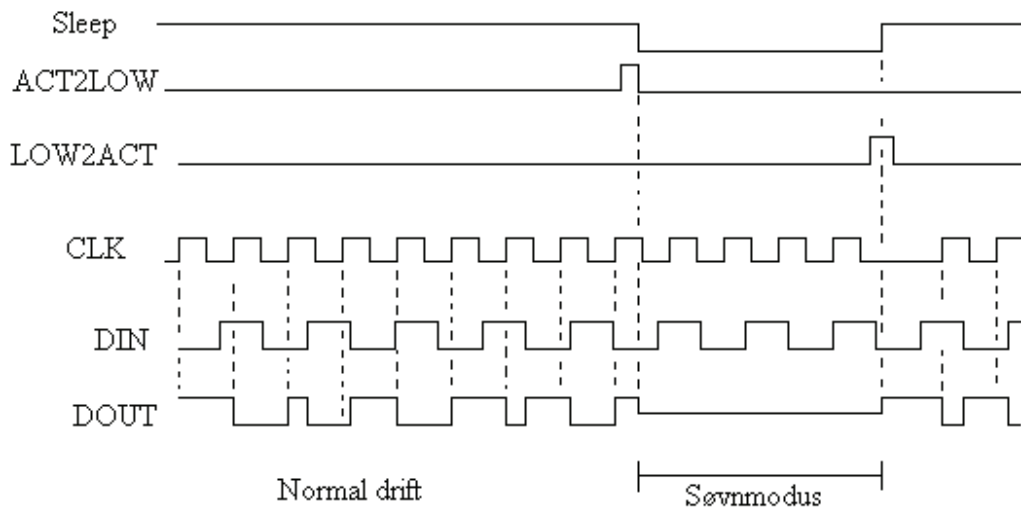 Sleep
ACT2LOW
LOW2ACT
CLK
DIN
DOUT
Normal drift
Søvnmodus